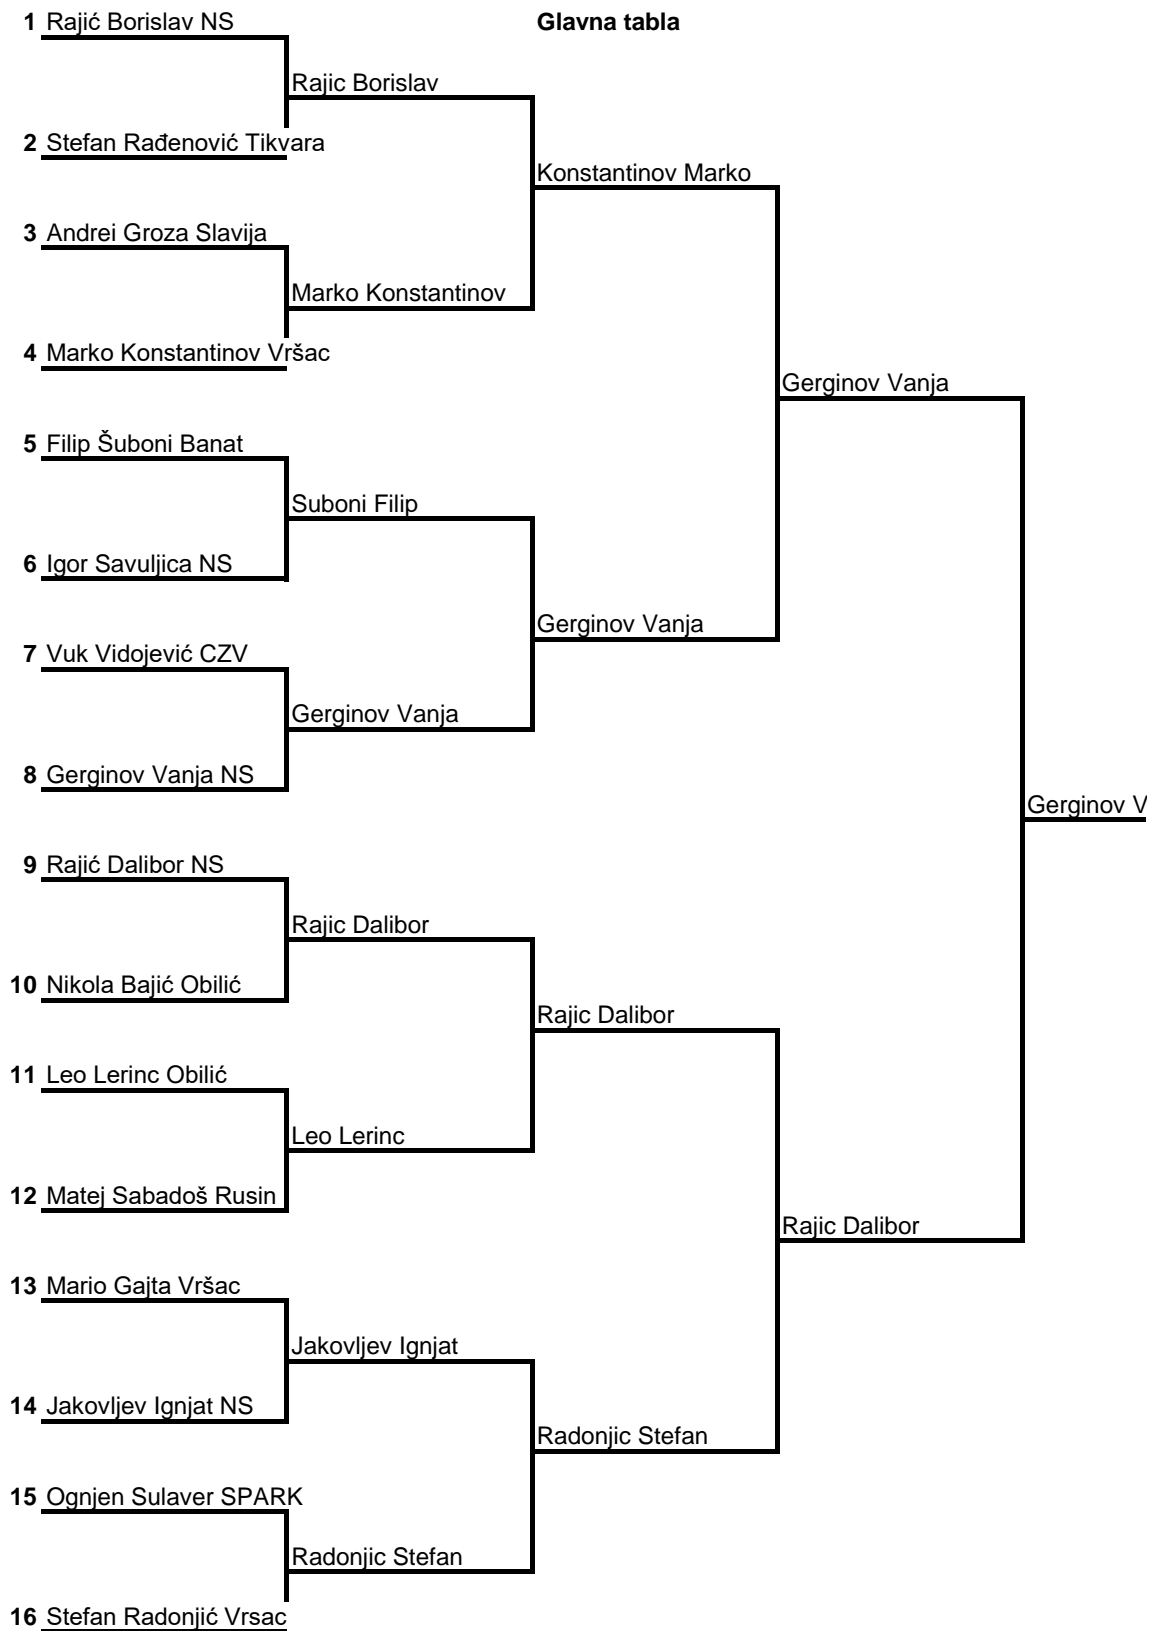 1 Rajić Borislav NS
Glavna tabla
Rajic Borislav
2 Stefan Rađenović Tikvara
Konstantinov Marko
3 Andrei Groza Slavija
Marko Konstantinov
4 Marko Konstantinov Vršac
Gerginov Vanja
5 Filip Šuboni Banat
Suboni Filip
6 Igor Savuljica NS
Gerginov Vanja
7 Vuk Vidojević CZV
Gerginov Vanja
8 Gerginov Vanja NS
Gerginov V
9 Rajić Dalibor NS
Rajic Dalibor
10 Nikola Bajić Obilić
Rajic Dalibor
11 Leo Lerinc Obilić
Leo Lerinc
12 Matej Sabadoš Rusin
Rajic Dalibor
13 Mario Gajta Vršac
Jakovljev Ignjat
14 Jakovljev Ignjat NS
Radonjic Stefan
15 Ognjen Sulaver SPARK
Radonjic Stefan
16 Stefan Radonjić Vrsac